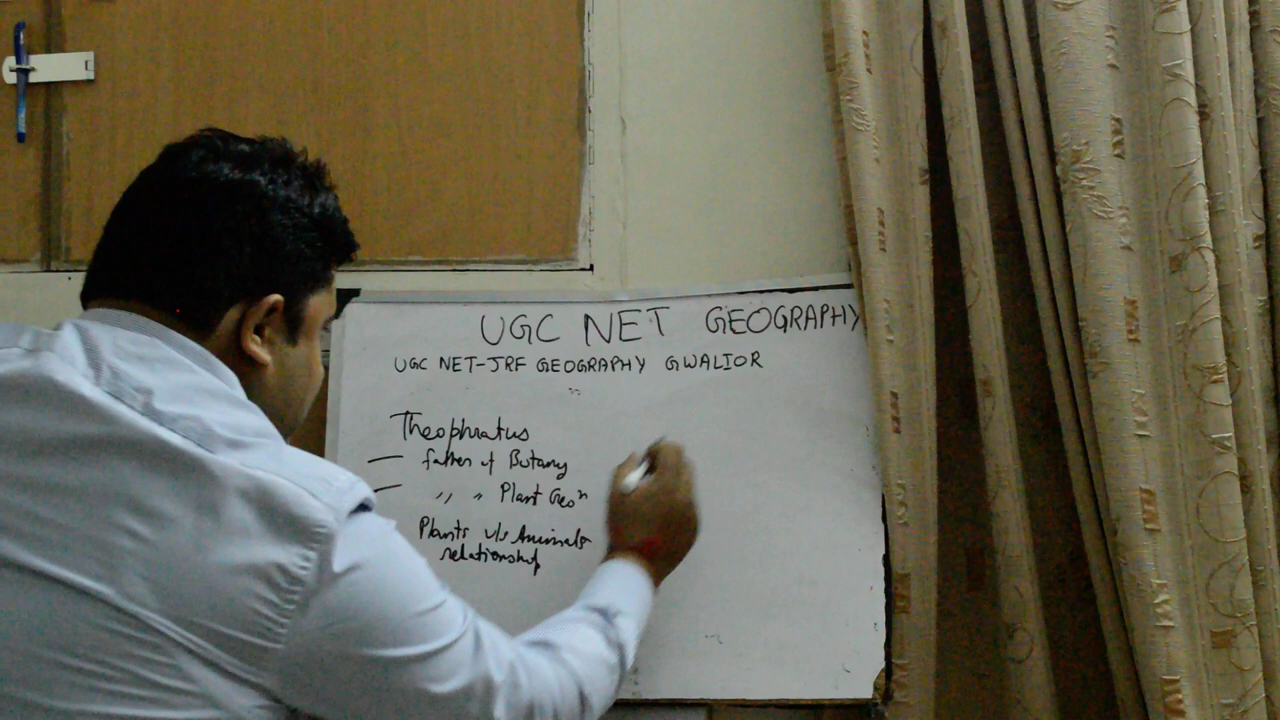 UGC NET GEOGRAPHY
UGC NET-JRF GEOGRAPHY GWALIOR
Theophratus
— father of Botany
— " " Plant Geoⁿ
Plants v/s Animals
relationship